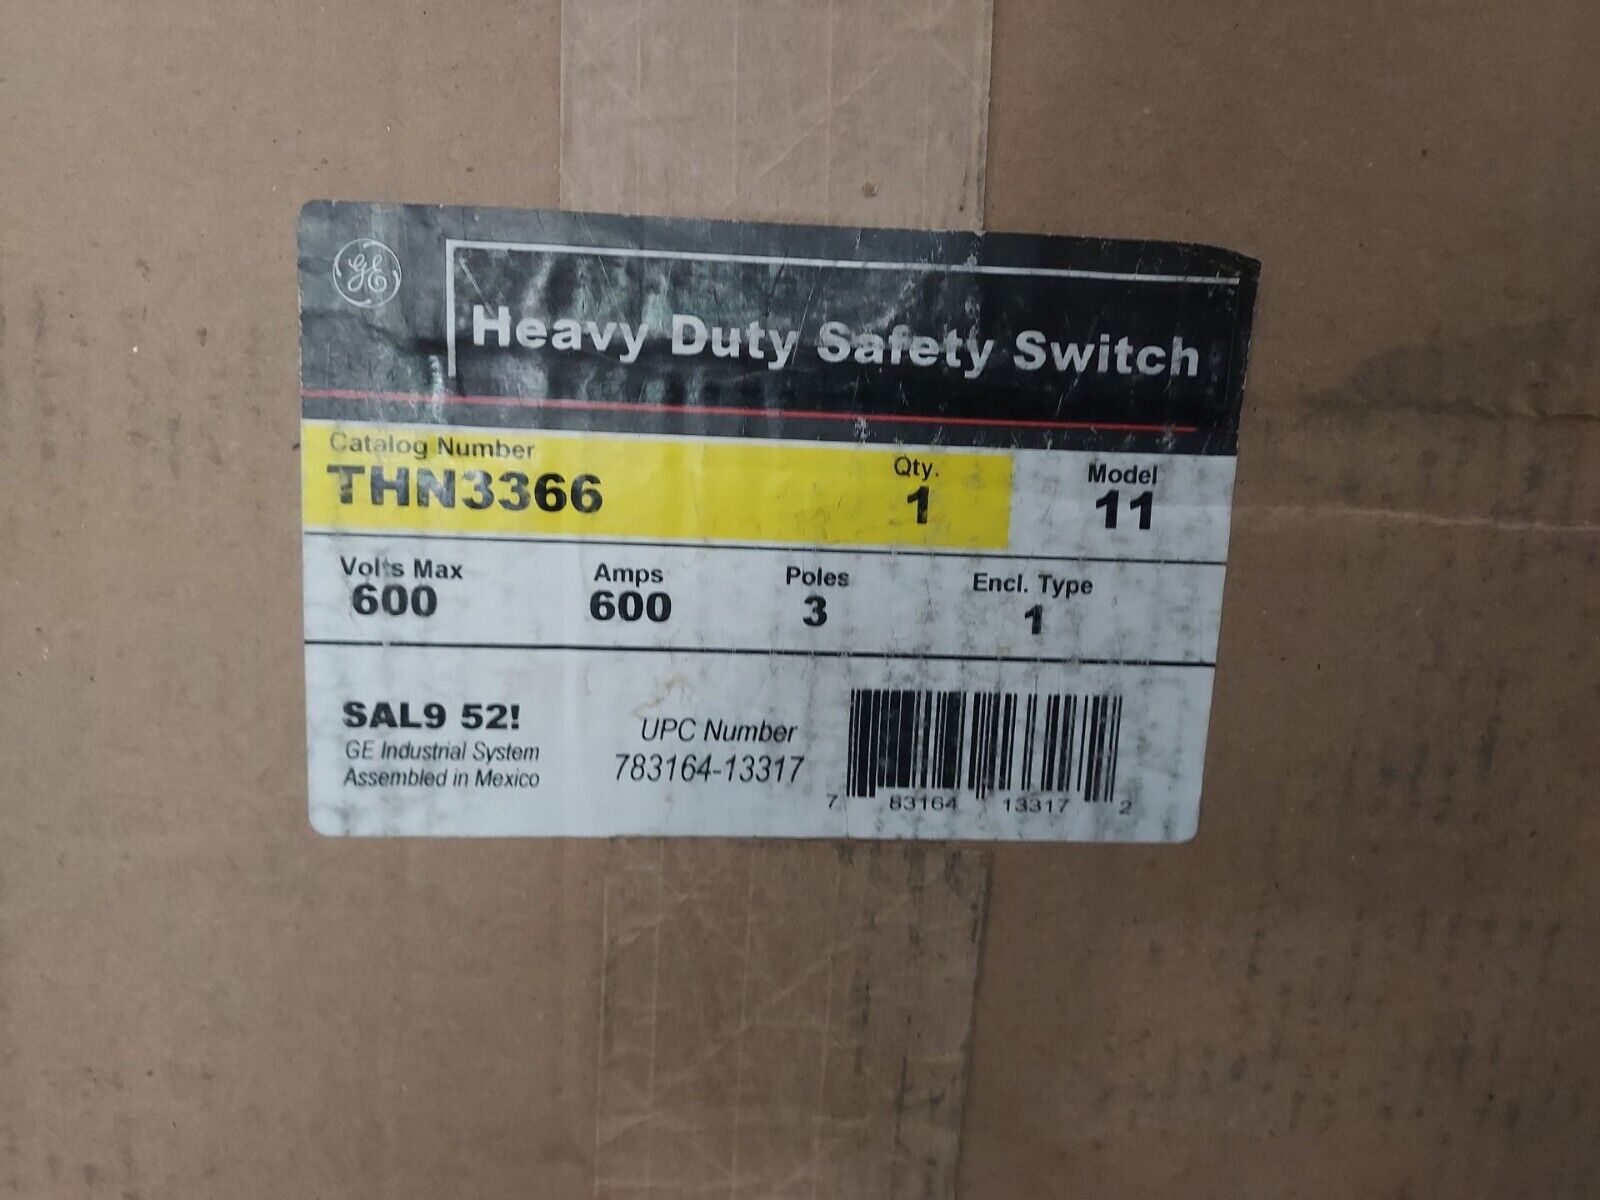 GE
Heavy Duty Safety Switch
Catalog Number Qty. Model
THN3366 1 11
Volts Max Amps Poles Encl. Type
600 600 3 1
SAL9 52!
GE Industrial System
Assembled in Mexico
UPC Number
783164-13317
7 83164 13317 2